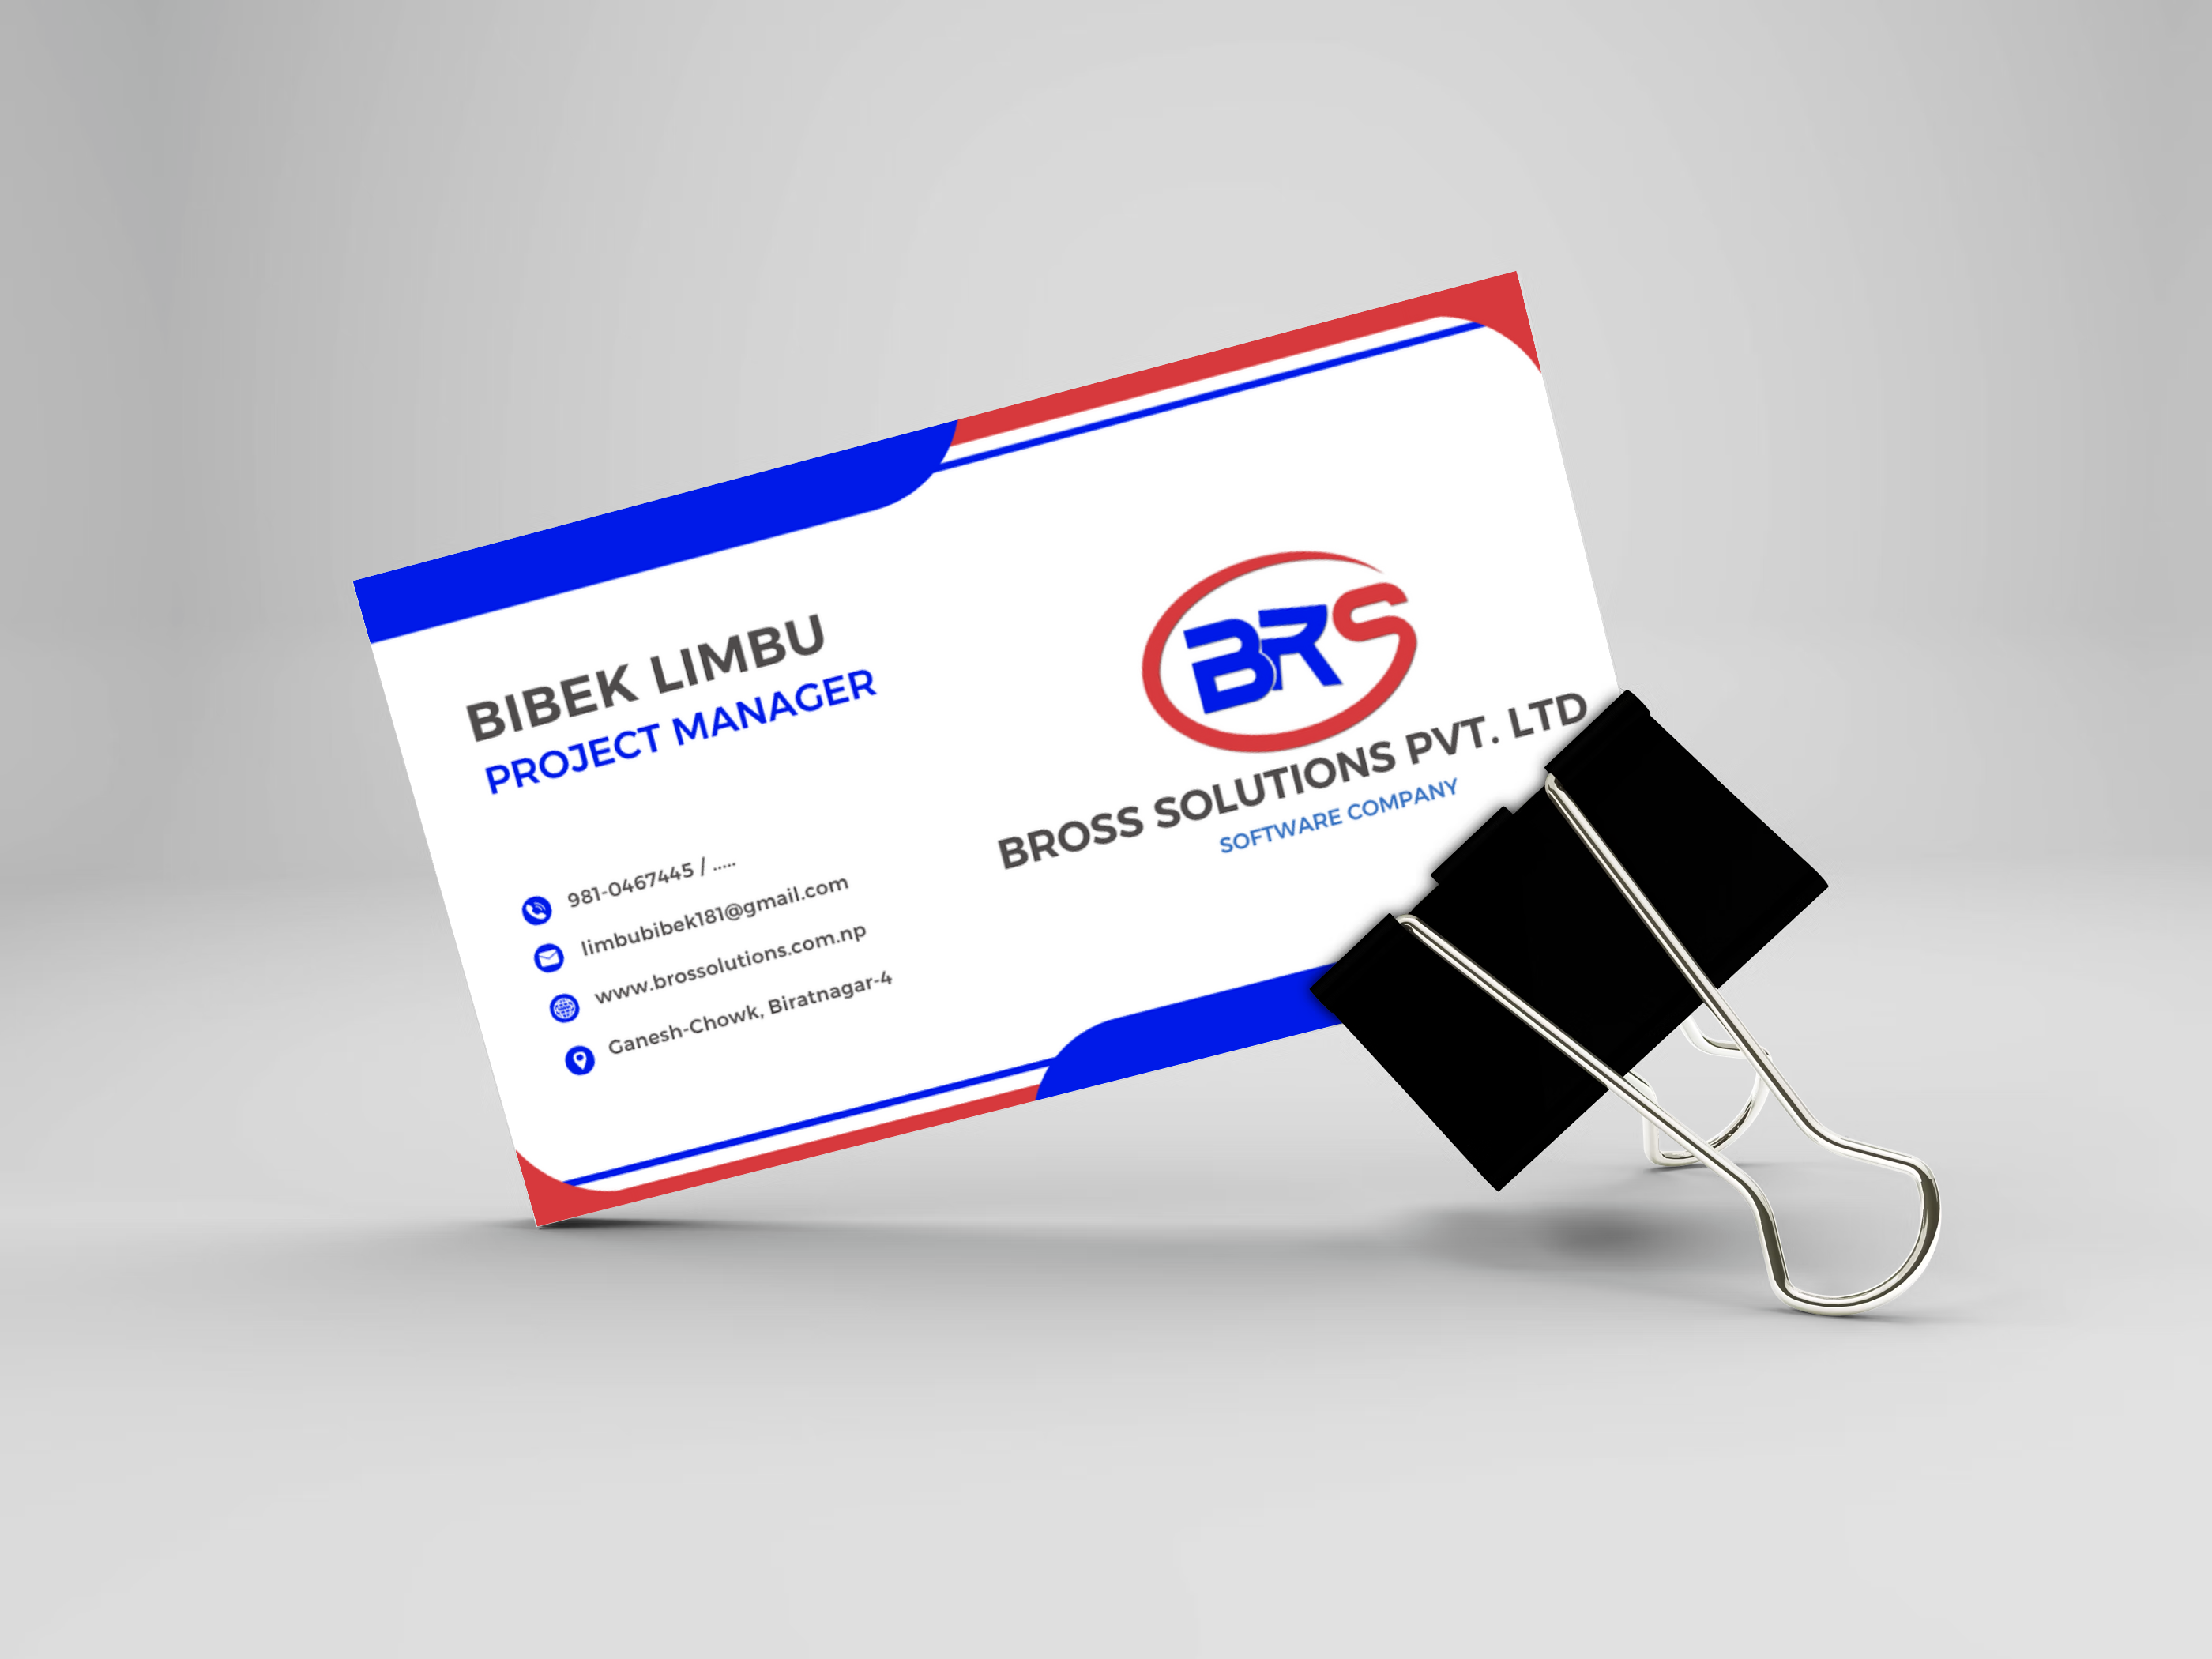 BIBEK LIMBU
PROJECT MANAGER
981-0467445 / .....
limbubibek181@gmail.com
www.brossolutions.com.np
Ganesh-Chowk, Biratnagar-4
BRS
BROSS SOLUTIONS PVT. LTD
SOFTWARE COMPANY